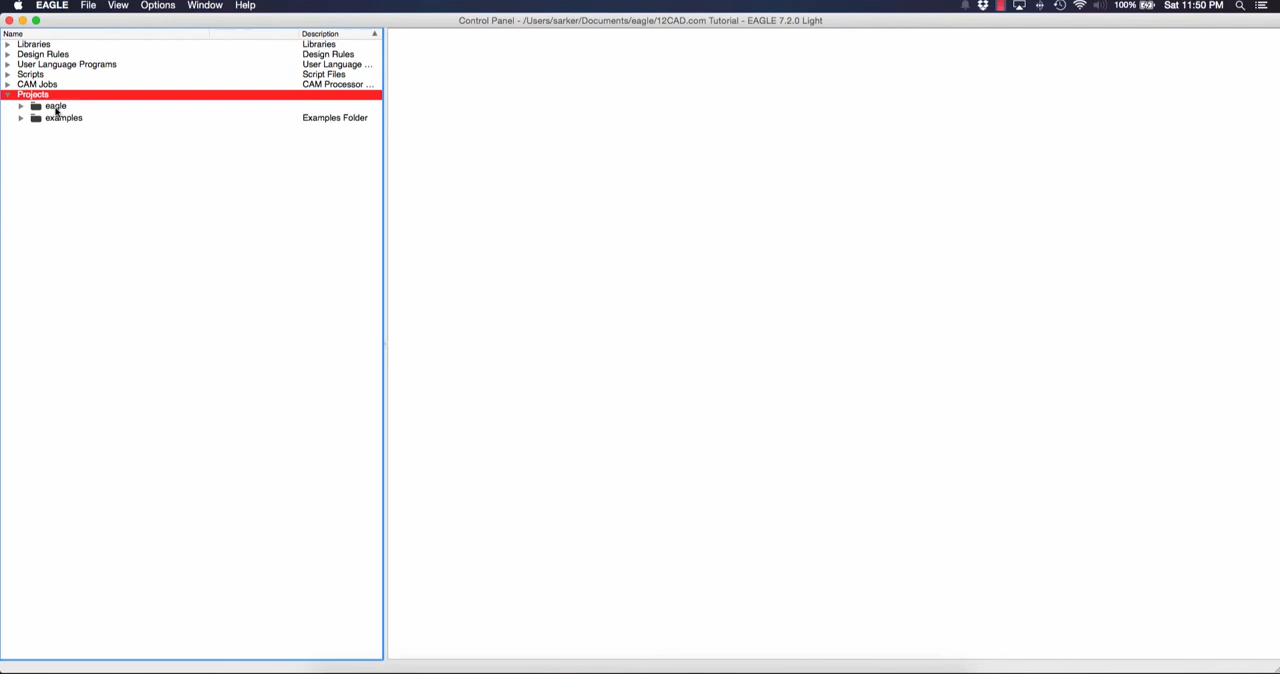 EAGLE File View Options Window Help 100% Sat 11:50 PM
Control Panel - /Users/sarker/Documents/eagle/12CAD.com Tutorial - EAGLE 7.2.0 Light
Name Description
Libraries Libraries
Design Rules Design Rules
User Language Programs User Language ...
Scripts Script Files
CAM Jobs CAM Processor ...
Projects
eagle
examples Examples Folder